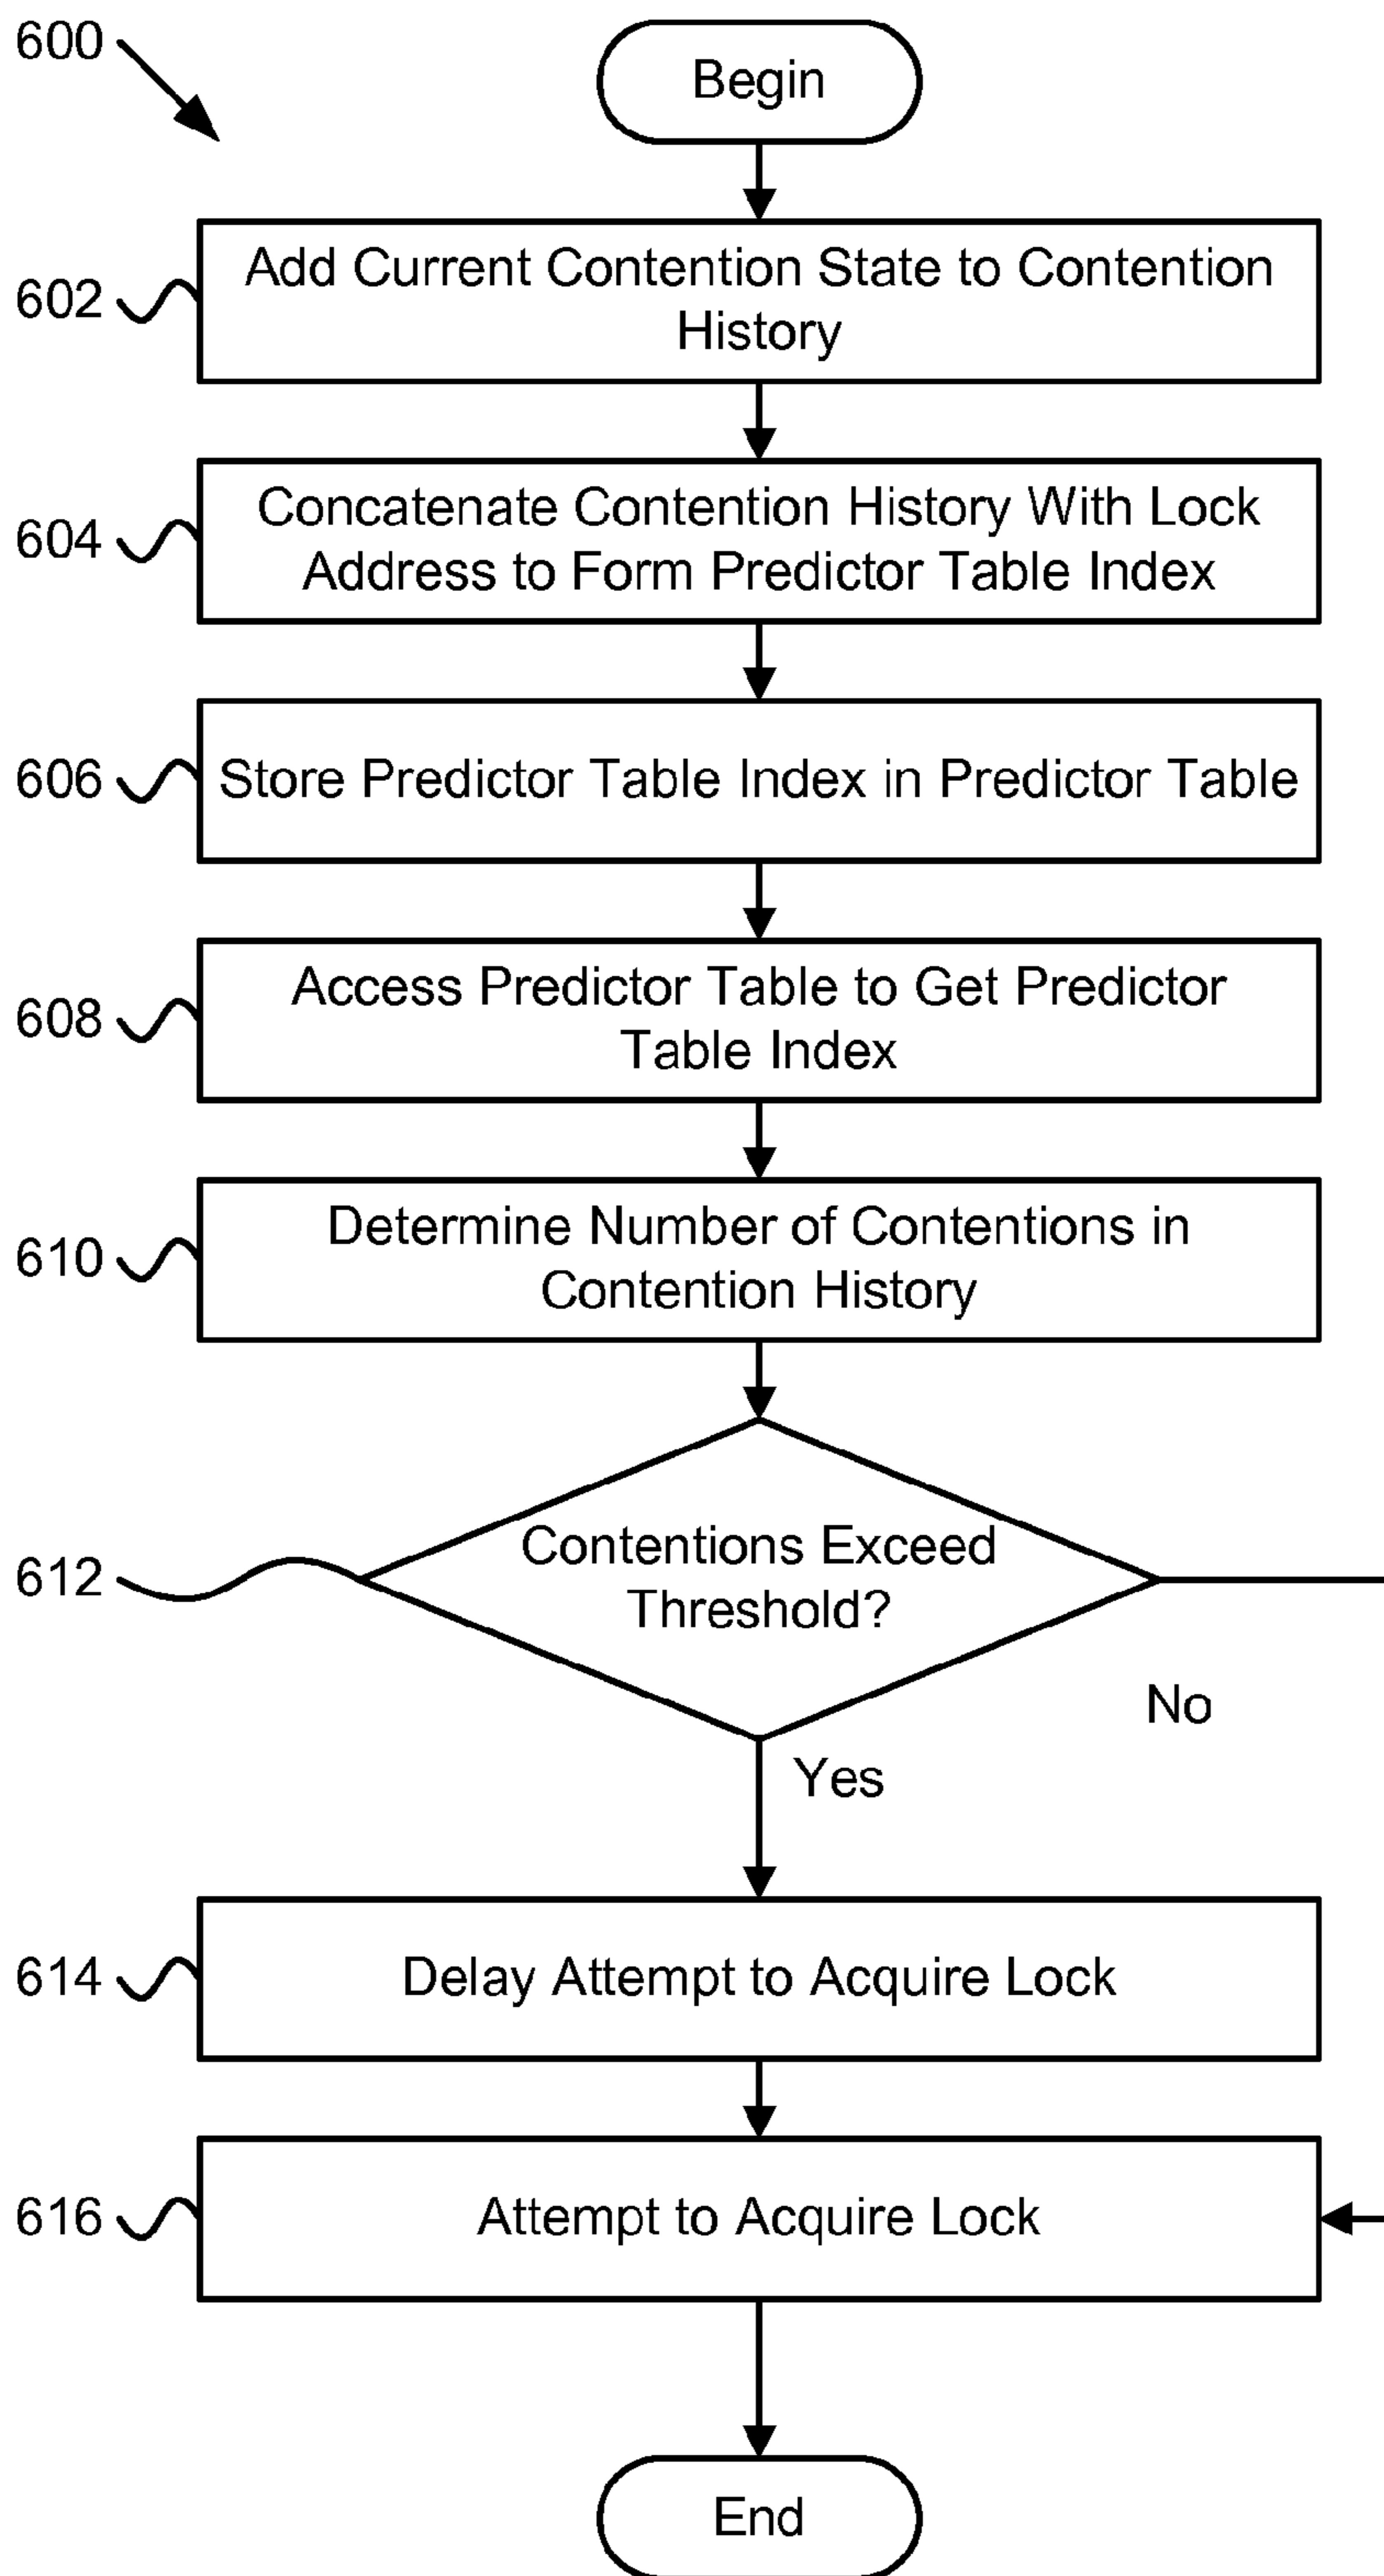 600
Begin
602
Add Current Contention State to Contention
History
604
Concatenate Contention History With Lock
Address to Form Predictor Table Index
606
Store Predictor Table Index in Predictor Table
608
Access Predictor Table to Get Predictor
Table Index
610
Determine Number of Contentions in
Contention History
612
Contentions Exceed
Threshold?
No
Yes
614
Delay Attempt to Acquire Lock
616
Attempt to Acquire Lock
End